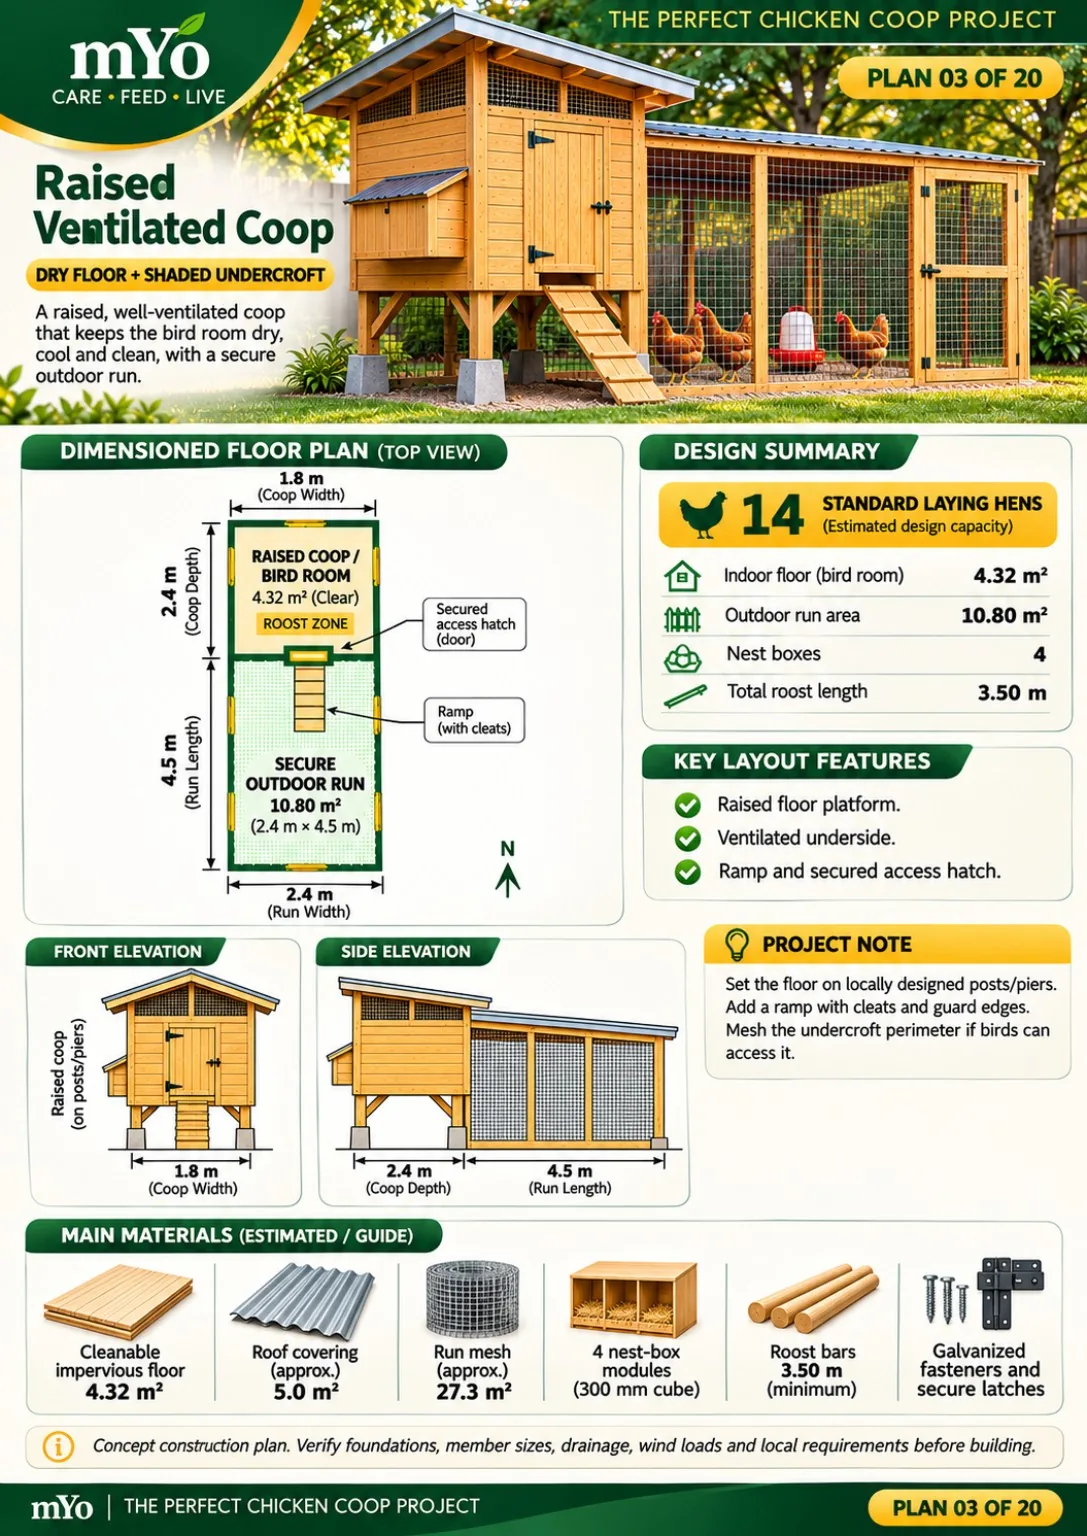 mYo
CARE • FEED • LIVE
THE PERFECT CHICKEN COOP PROJECT
PLAN 03 OF 20
Raised
Ventilated Coop
DRY FLOOR + SHADED UNDERCROFT
A raised, well-ventilated coop
that keeps the bird room dry,
cool and clean, with a secure
outdoor run.
DIMENSIONED FLOOR PLAN (TOP VIEW)
1.8 m
(Coop Width)
2.4 m
(Coop Depth)
RAISED COOP /
BIRD ROOM
4.32 m² (Clear)
ROOST ZONE
Secured
access hatch
(door)
Ramp
(with cleats)
4.5 m
(Run Length)
SECURE
OUTDOOR RUN
10.80 m²
(2.4 m × 4.5 m)
N
2.4 m
(Run Width)
DESIGN SUMMARY
14 STANDARD LAYING HENS
(Estimated design capacity)
Indoor floor (bird room) 4.32 m²
Outdoor run area 10.80 m²
Nest boxes 4
Total roost length 3.50 m
KEY LAYOUT FEATURES
Raised floor platform.
Ventilated underside.
Ramp and secured access hatch.
FRONT ELEVATION
Raised coop
(on posts/piers)
1.8 m
(Coop Width)
SIDE ELEVATION
2.4 m
(Coop Depth)
4.5 m
(Run Length)
PROJECT NOTE
Set the floor on locally designed posts/piers.
Add a ramp with cleats and guard edges.
Mesh the undercroft perimeter if birds can
access it.
MAIN MATERIALS (ESTIMATED / GUIDE)
Cleanable
impervious floor
4.32 m²
Roof covering
(approx.)
5.0 m²
Run mesh
(approx.)
27.3 m²
4 nest-box
modules
(300 mm cube)
Roost bars
3.50 m
(minimum)
Galvanized
fasteners and
secure latches
i
Concept construction plan. Verify foundations, member sizes, drainage, wind loads and local requirements before building.
mYo | THE PERFECT CHICKEN COOP PROJECT
PLAN 03 OF 20